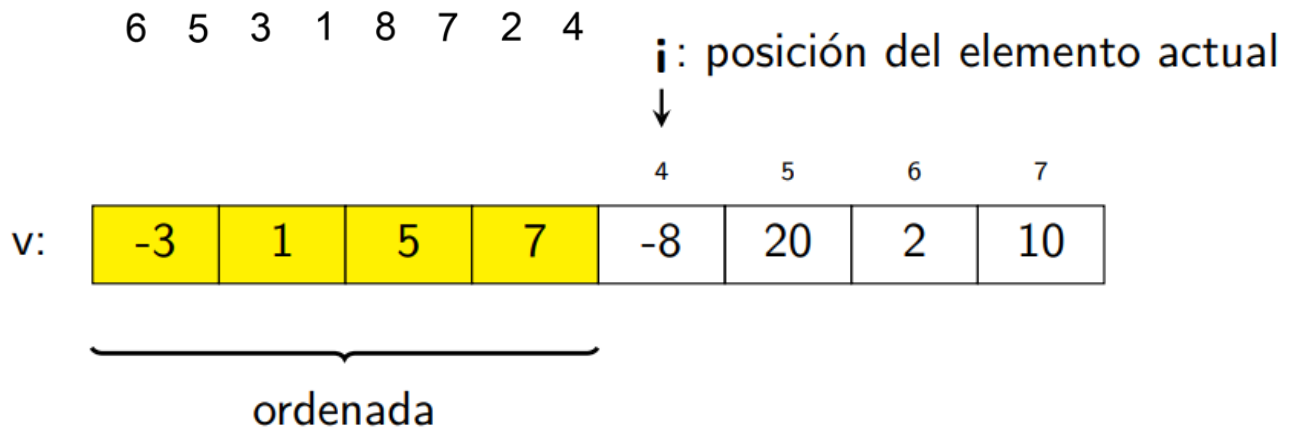 6 5 3 1 8 7 2 4
i: posición del elemento actual
4 5 6 7
v: -3 1 5 7 -8 20 2 10
ordenada